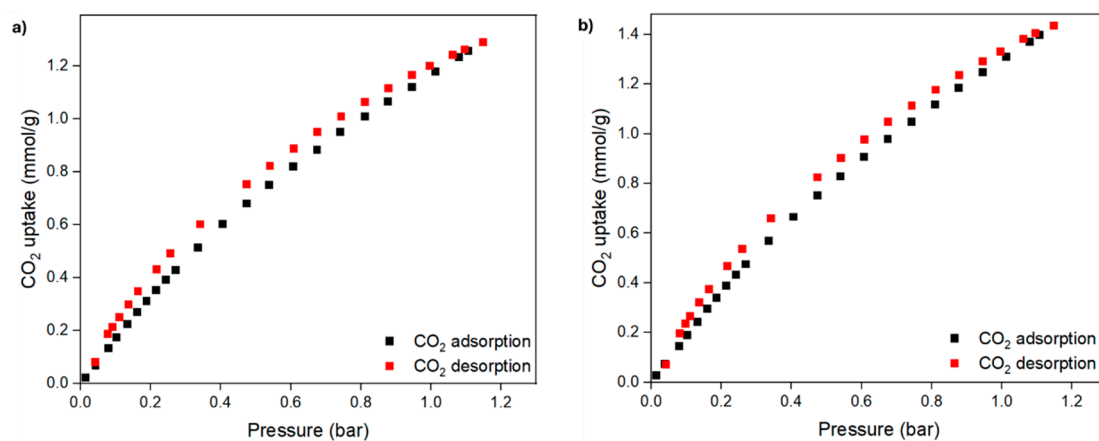 a)
CO2 uptake (mmol/g)
1.2
1.0
0.8
0.6
0.4
0.2
0.0
CO2 adsorption
CO2 desorption
0.0 0.2 0.4 0.6 0.8 1.0 1.2
Pressure (bar)
b)
CO2 uptake (mmol/g)
1.4
1.2
1.0
0.8
0.6
0.4
0.2
0.0
CO2 adsorption
CO2 desorption
0.0 0.2 0.4 0.6 0.8 1.0 1.2
Pressure (bar)